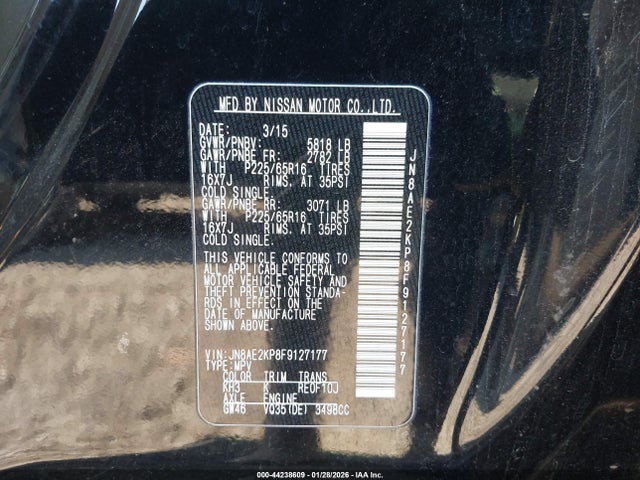 MFD BY NISSAN MOTOR CO.,LTD.
DATE: 3/15
GVWR/PNBV: 5818 LB
GAWR/PNBE FR: 2782 LB
WITH P225/65R16 TIRES
16X7J RIMS. AT 35PSI
COLD SINGLE.
GAWR/PNBE RR: 3071 LB
WITH P225/65R16 TIRES
16X7J RIMS. AT 35PSI
COLD SINGLE.
THIS VEHICLE CONFORMS TO
ALL APPLICABLE FEDERAL
MOTOR VEHICLE SAFETY AND
THEFT PREVENTION STANDA-
RDS IN EFFECT ON THE
DATE OF MANUFACTURE
SHOWN ABOVE.
VIN:JN8AE2KP8F9127177
TYPE:MPV
COLOR TRIM TRANS
KH3 K RE0F10J
AXLE ENGINE
GW46 VQ35(DE) 3498CC
JN8AE2KP8F9127177
000-44238609 - 01/28/2026 - IAA Inc.